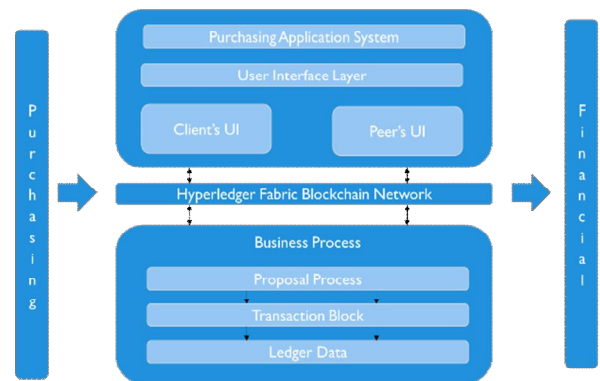 Purchasing
Purchasing Application System
User Interface Layer
Client's UI
Peer's UI
Hyperledger Fabric Blockchain Network
Business Process
Proposal Process
Transaction Block
Ledger Data
Financial